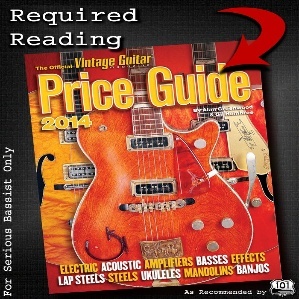 Required
Reading
The Official Vintage Guitar
Price Guide
2014
ELECTRIC ACOUSTIC AMPLIFIERS BASSES EFFECTS
LAP STEELS STEELS UKULELES MANDOLINS BANJOS
For Serious Bassist Only
As Recommended by
101